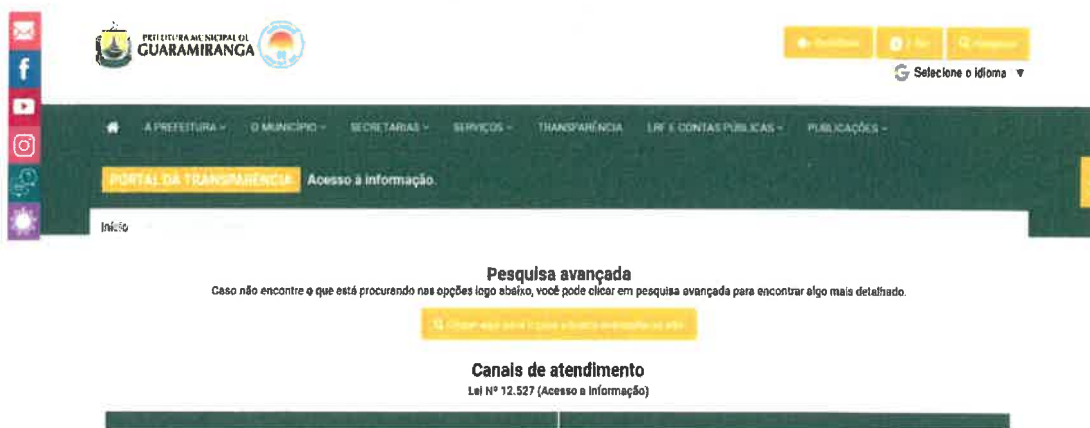 PREFEITURA MUNICIPAL DE
GUARAMIRANGA
Selecione o idioma ▼
A PREFEITURA
O MUNICÍPIO
SECRETARIAS
SERVIÇOS
TRANSPARÊNCIA
LRF E CONTAS PÚBLICAS
PUBLICAÇÕES
PORTAL DA TRANSPARÊNCIA Acesso à informação.
Início
Pesquisa avançada
Caso não encontre o que está procurando nas opções logo abaixo, você pode clicar em pesquisa avançada para encontrar algo mais detalhado.
Canais de atendimento
Lei Nº 12.527 (Acesso a Informação)